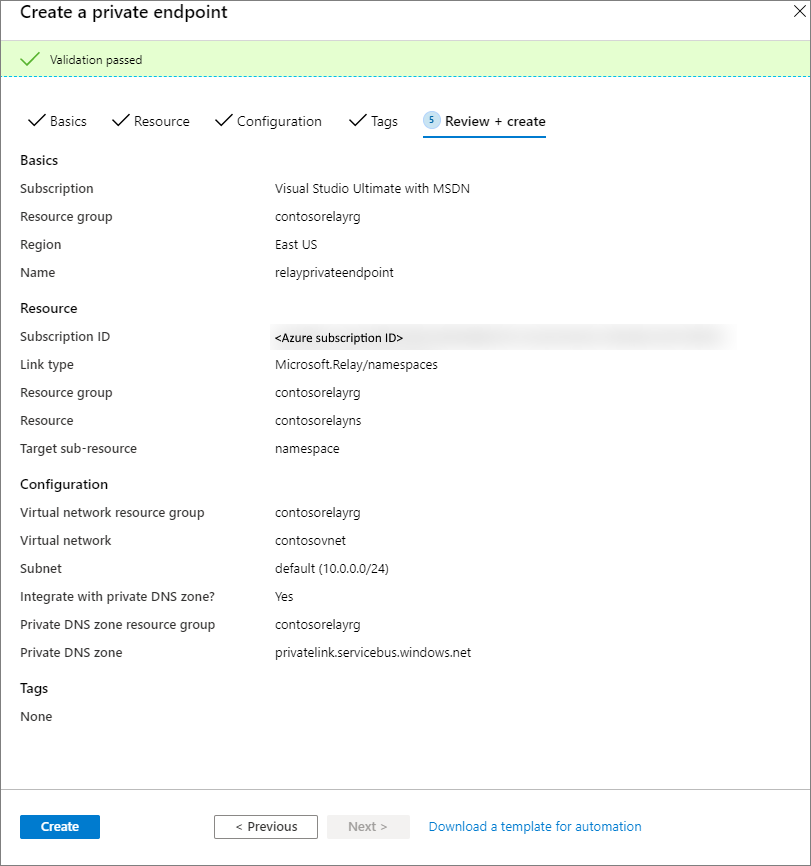 Create a private endpoint
Validation passed
Basics Resource Configuration Tags 5 Review + create
Basics
Subscription Visual Studio Ultimate with MSDN
Resource group contosorelayrg
Region East US
Name relayprivateendpoint
Resource
Subscription ID <Azure subscription ID>
Link type Microsoft.Relay/namespaces
Resource group contosorelayrg
Resource contosorelayns
Target sub-resource namespace
Configuration
Virtual network resource group contosorelayrg
Virtual network contosovnet
Subnet default (10.0.0.0/24)
Integrate with private DNS zone? Yes
Private DNS zone resource group contosorelayrg
Private DNS zone privatelink.servicebus.windows.net
Tags
None
Create < Previous Next > Download a template for automation